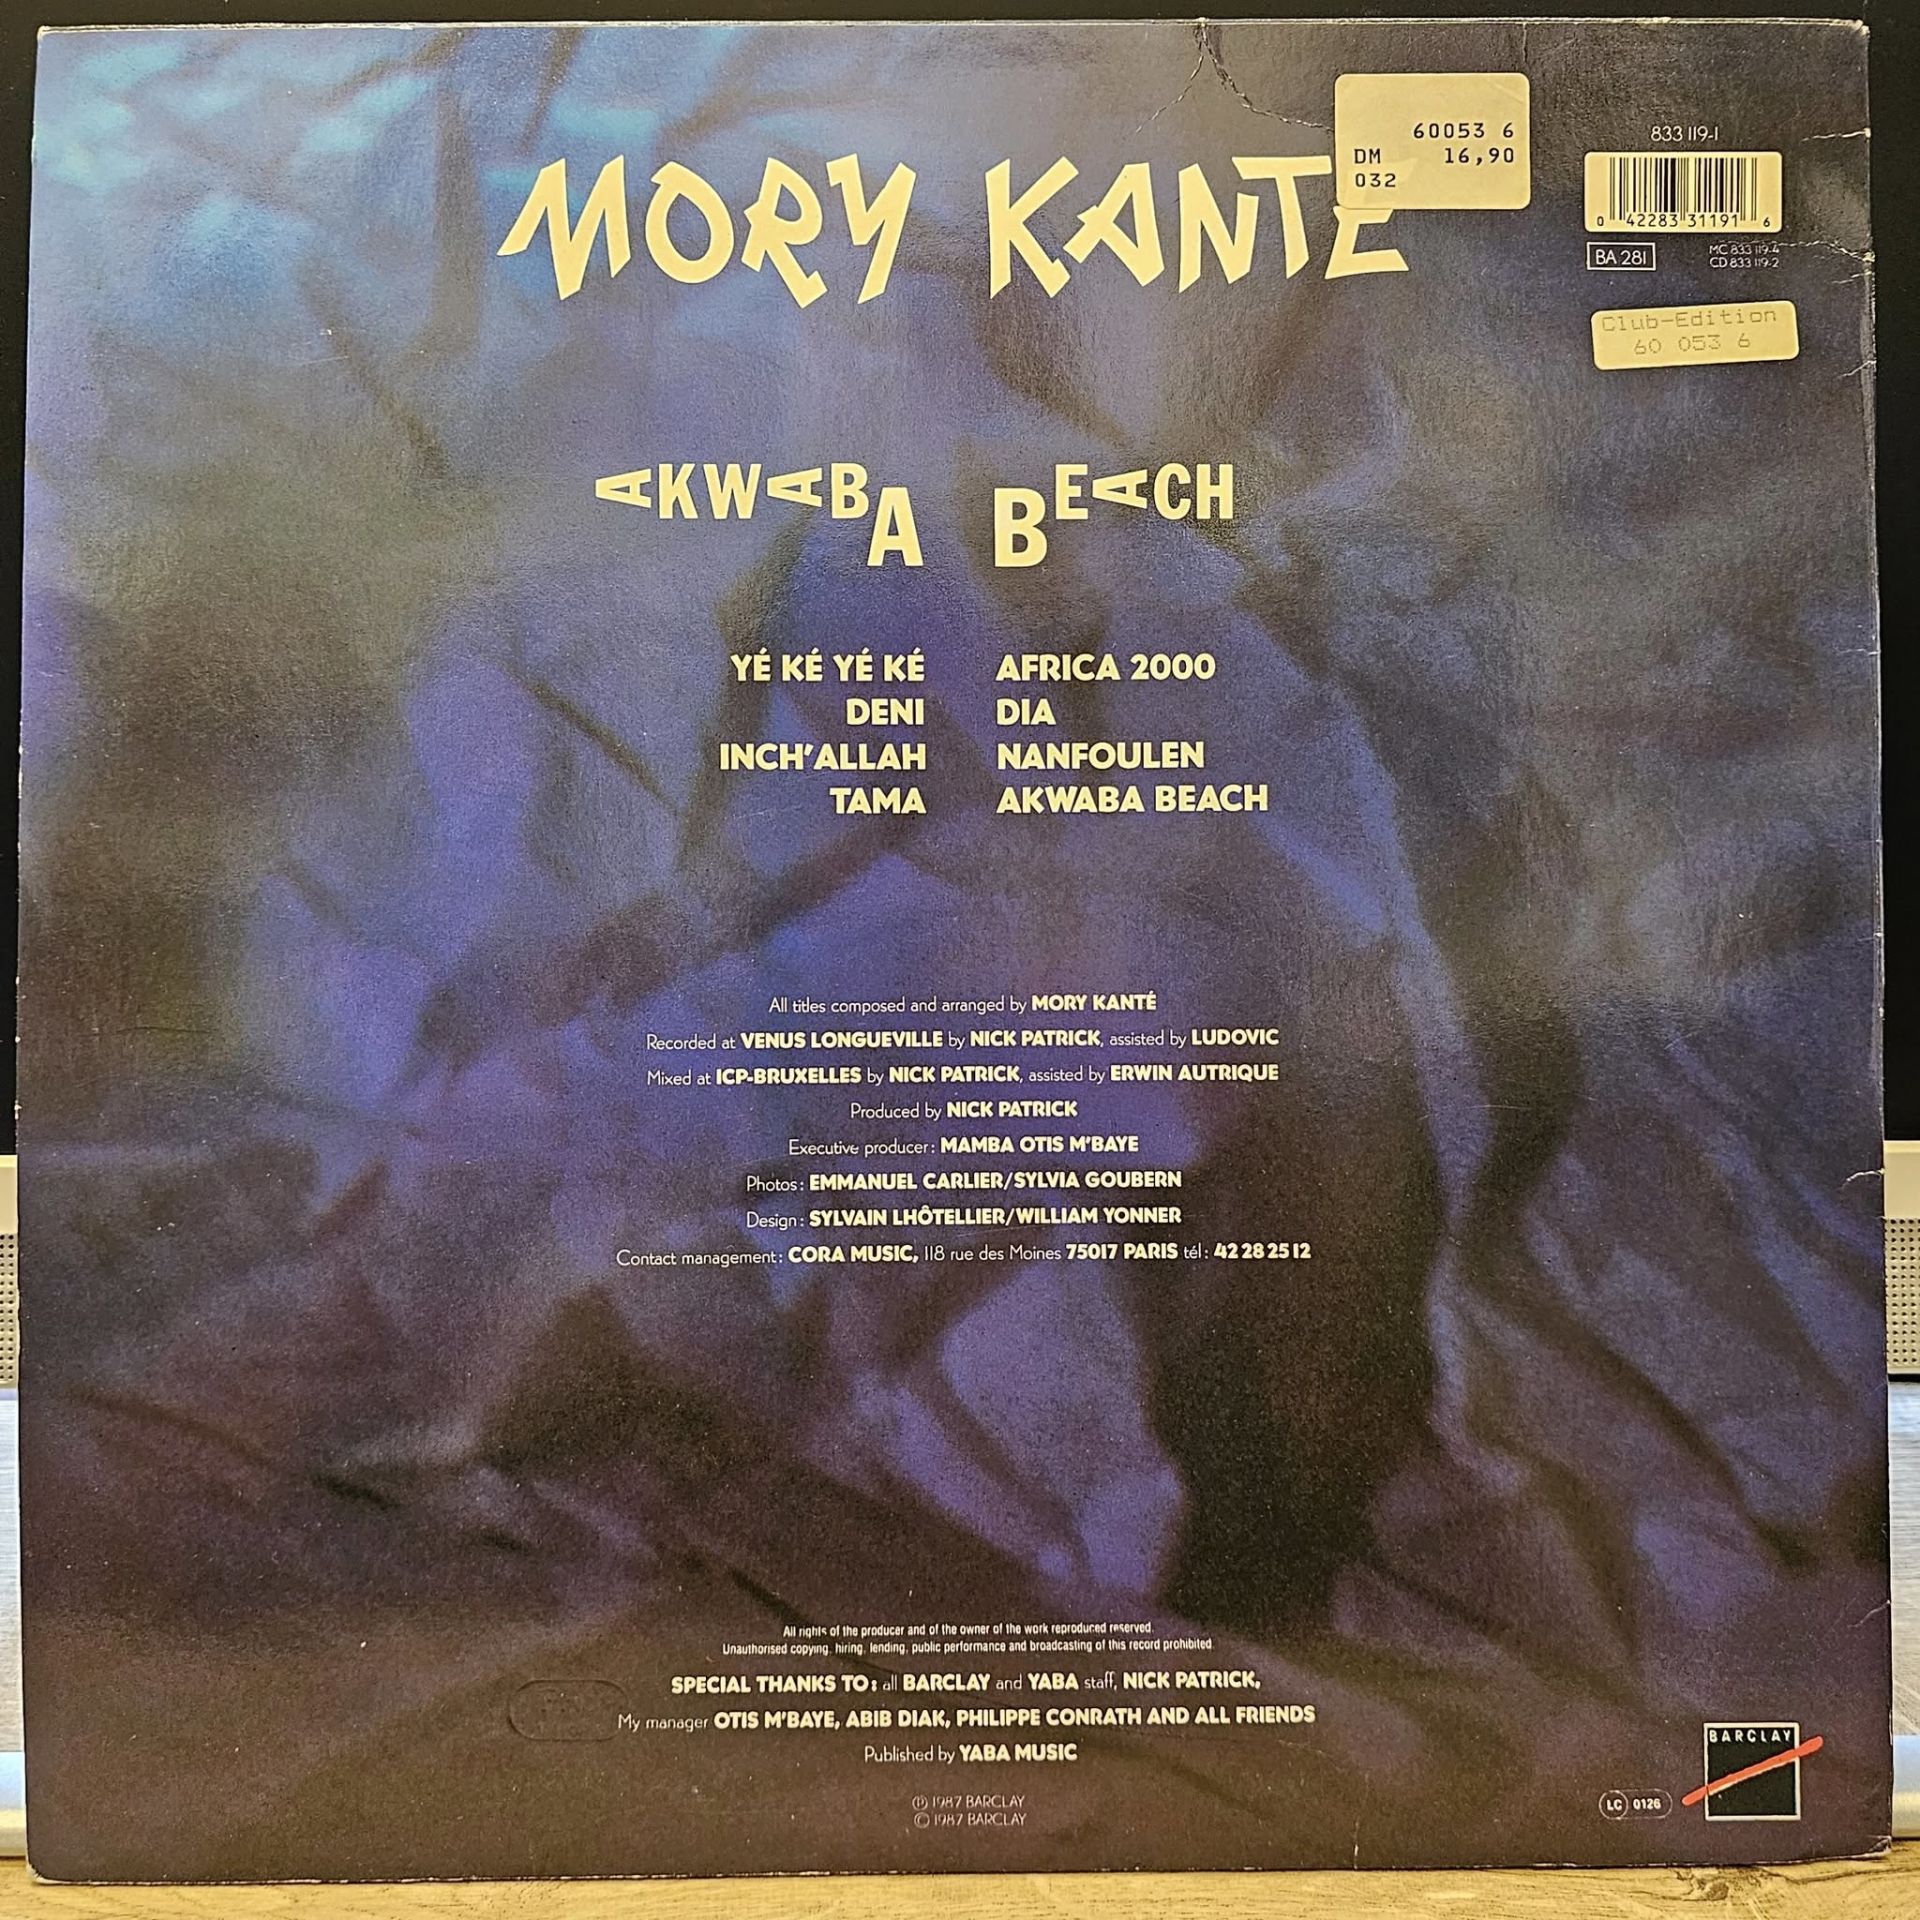 60053 6
DM 16,90
032
833 119-1
0 42283 31191 6
BA 281
MC 833 119-4
CD 833 119-2
Club-Edition
60 053 6
MORY KANTE
AKWABA BEACH
YÉ KÉ YÉ KÉ
DENI
INCH'ALLAH
TAMA
AFRICA 2000
DIA
NANFOULEN
AKWABA BEACH
All titles composed and arranged by MORY KANTÉ
Recorded at VENUS LONGUEVILLE by NICK PATRICK, assisted by LUDOVIC
Mixed at ICP-BRUXELLES by NICK PATRICK, assisted by ERWIN AUTRIQUE
Produced by NICK PATRICK
Executive producer: MAMBA OTIS M'BAYE
Photos: EMMANUEL CARLIER/SYLVIA GOUBERN
Design: SYLVAIN LHÔTELLIER/WILLIAM YONNER
Contact management: CORA MUSIC, 118 rue des Moines 75017 PARIS tél: 42 28 25 12
All rights of the producer and of the owner of the work reproduced reserved.
Unauthorised copying, hiring, lending, public performance and broadcasting of this record prohibited.
SPECIAL THANKS TO: all BARCLAY and YABA staff, NICK PATRICK,
My manager OTIS M'BAYE, ABIB DIAK, PHILIPPE CONRATH AND ALL FRIENDS
Published by YABA MUSIC
℗ 1987 BARCLAY
© 1987 BARCLAY
LC 0126
BARCLAY